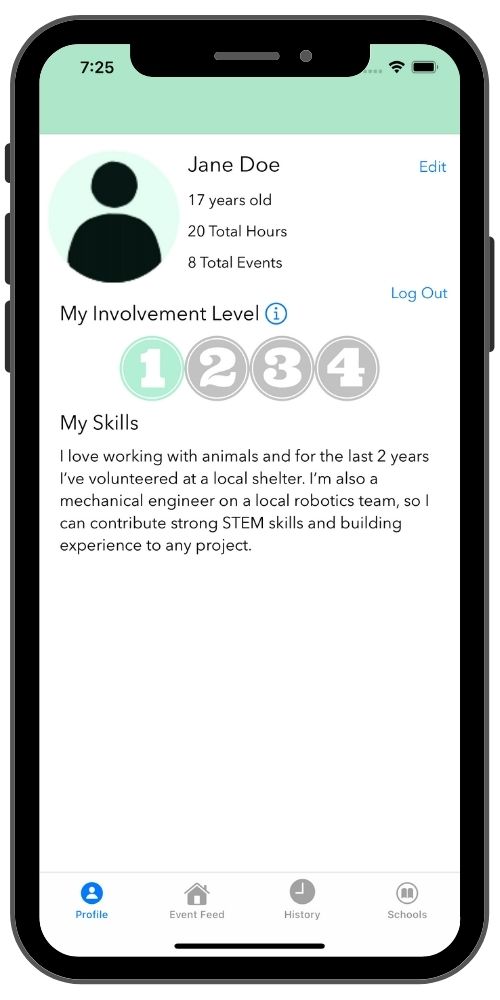 7:25
Jane Doe
Edit
17 years old
20 Total Hours
8 Total Events
Log Out
My Involvement Level i
1 2 3 4
My Skills
I love working with animals and for the last 2 years
I've volunteered at a local shelter. I'm also a
mechanical engineer on a local robotics team, so I
can contribute strong STEM skills and building
experience to any project.
Profile Event Feed History Schools